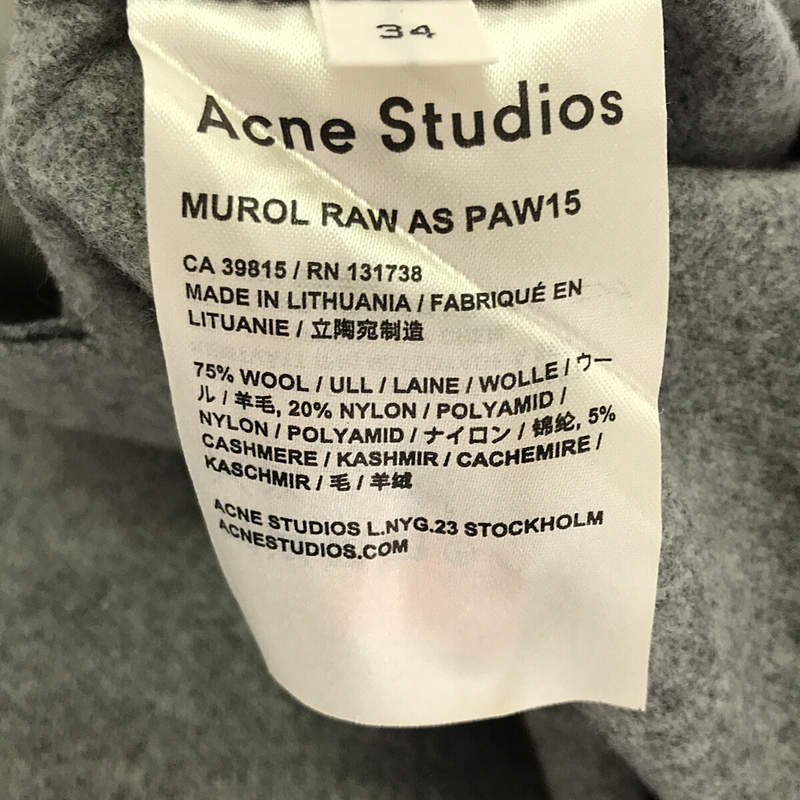 34
Acne Studios
MUROL RAW AS PAW15
CA 39815 / RN 131738
MADE IN LITHUANIA / FABRIQUÉ EN
LITUANIE / 立陶宛制造
75% WOOL / ULL / LAINE / WOLLE / ウー
ル / 羊毛, 20% NYLON / POLYAMID /
NYLON / POLYAMID / ナイロン / 锦纶, 5%
CASHMERE / KASHMIR / CACHEMIRE /
KASCHMIR / 毛 / 羊绒
ACNE STUDIOS L.NYG.23 STOCKHOLM
ACNESTUDIOS.COM